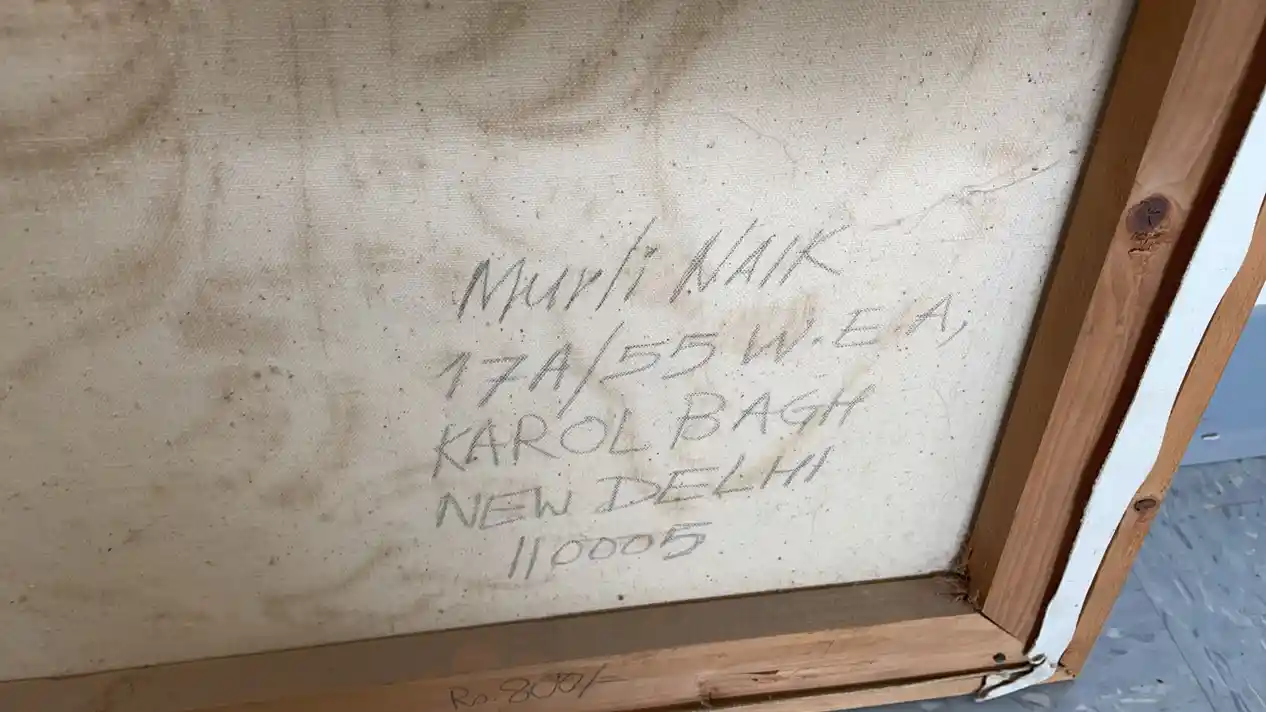 Murli NAIK
17A/55 W.E.A,
KAROL BAGH
NEW DELHI
110005
Rs. 800/-